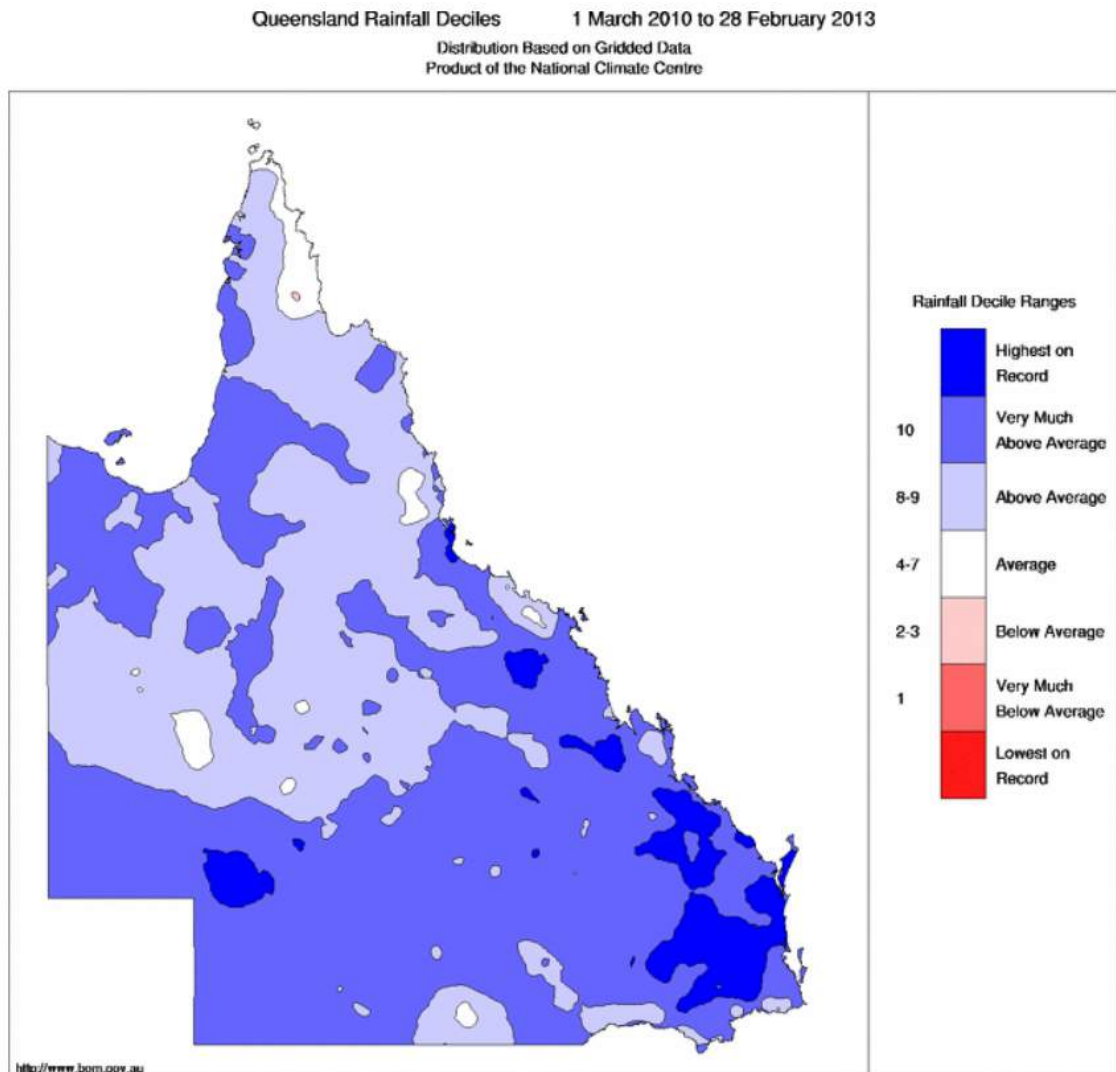 Queensland Rainfall Deciles 1 March 2010 to 28 February 2013
Distribution Based on Gridded Data
Product of the National Climate Centre
Rainfall Decile Ranges
Highest on
Record
10
Very Much
Above Average
8-9
Above Average
4-7
Average
2-3
Below Average
1
Very Much
Below Average
Lowest on
Record
http://www.bom.gov.au